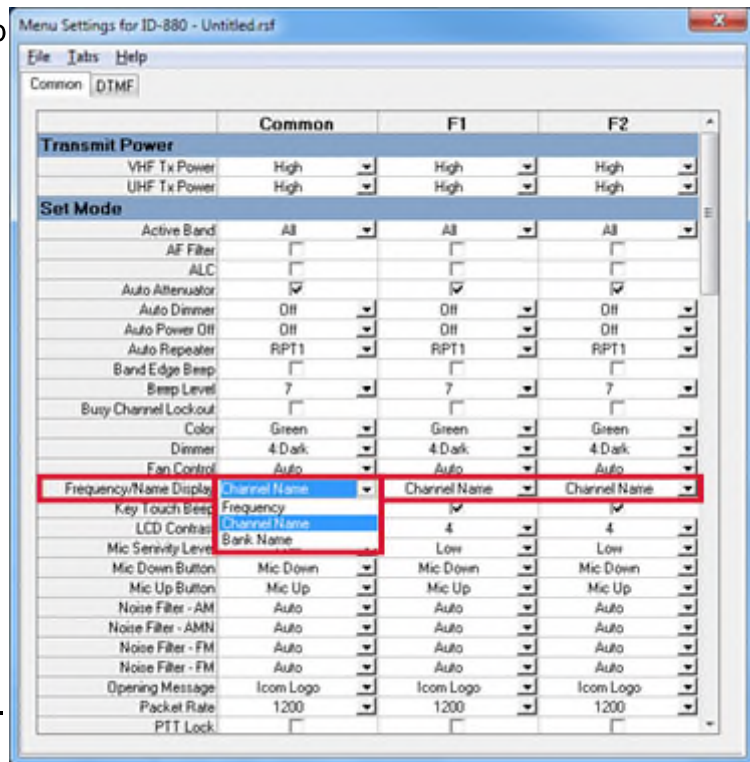 Menu Settings for ID-880 - Untitled.rsf
File Tabs Help
Common DTMF
Common F1 F2
Transmit Power
VHF Tx Power High High High
UHF Tx Power High High High
Set Mode
Active Band All All All
AF Filter
ALC
Auto Attenuator
Auto Dimmer Off Off Off
Auto Power Off Off Off Off
Auto Repeater RPT1 RPT1 RPT1
Band Edge Beep
Beep Level 7 7 7
Busy Channel Lockout
Color Green Green Green
Dimmer 4:Dark 4:Dark 4:Dark
Fan Control Auto Auto Auto
Frequency/Name Display Channel Name Channel Name Channel Name
Key Touch Beep Frequency
LCD Contrast Channel Name 4 4
Mic Senivity Level Bank Name Low Low
Mic Down Button Mic Down Mic Down Mic Down
Mic Up Button Mic Up Mic Up Mic Up
Noise Filter - AM Auto Auto Auto
Noise Filter - AMN Auto Auto Auto
Noise Filter - FM Auto Auto Auto
Noise Filter - FM Auto Auto Auto
Opening Message Icom Logo Icom Logo Icom Logo
Packet Rate 1200 1200 1200
PTT Lock